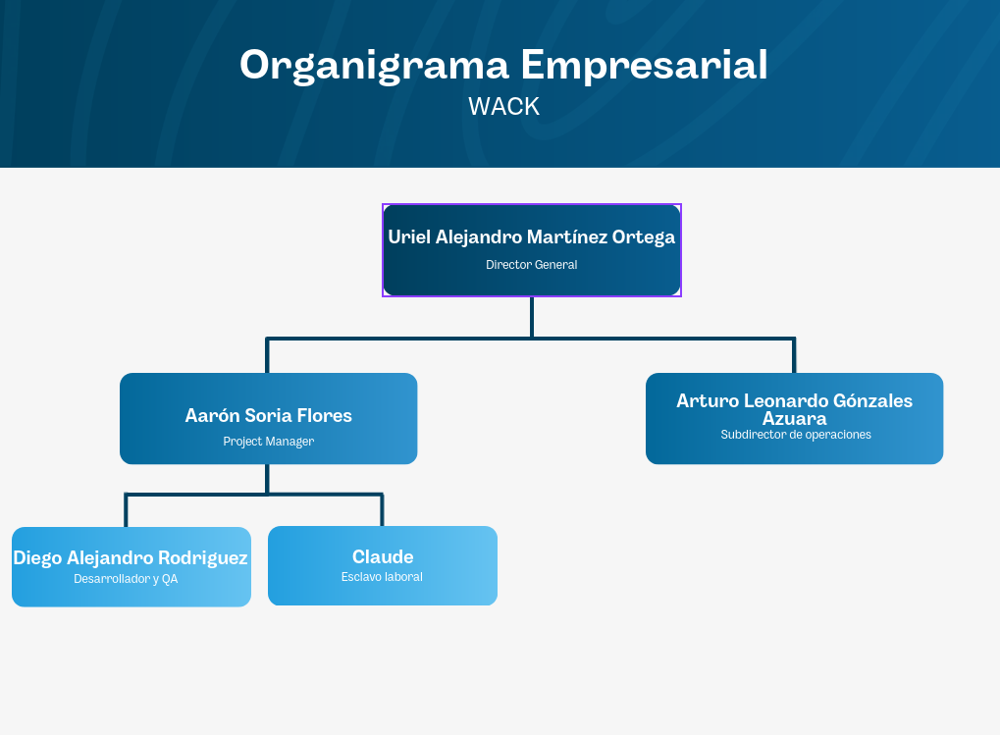 Organigrama Empresarial
WACK
Uriel Alejandro Martínez Ortega
Director General
Aarón Soria Flores
Project Manager
Arturo Leonardo Gónzales
Azuara
Subdirector de operaciones
Diego Alejandro Rodriguez
Desarrollador y QA
Claude
Esclavo laboral